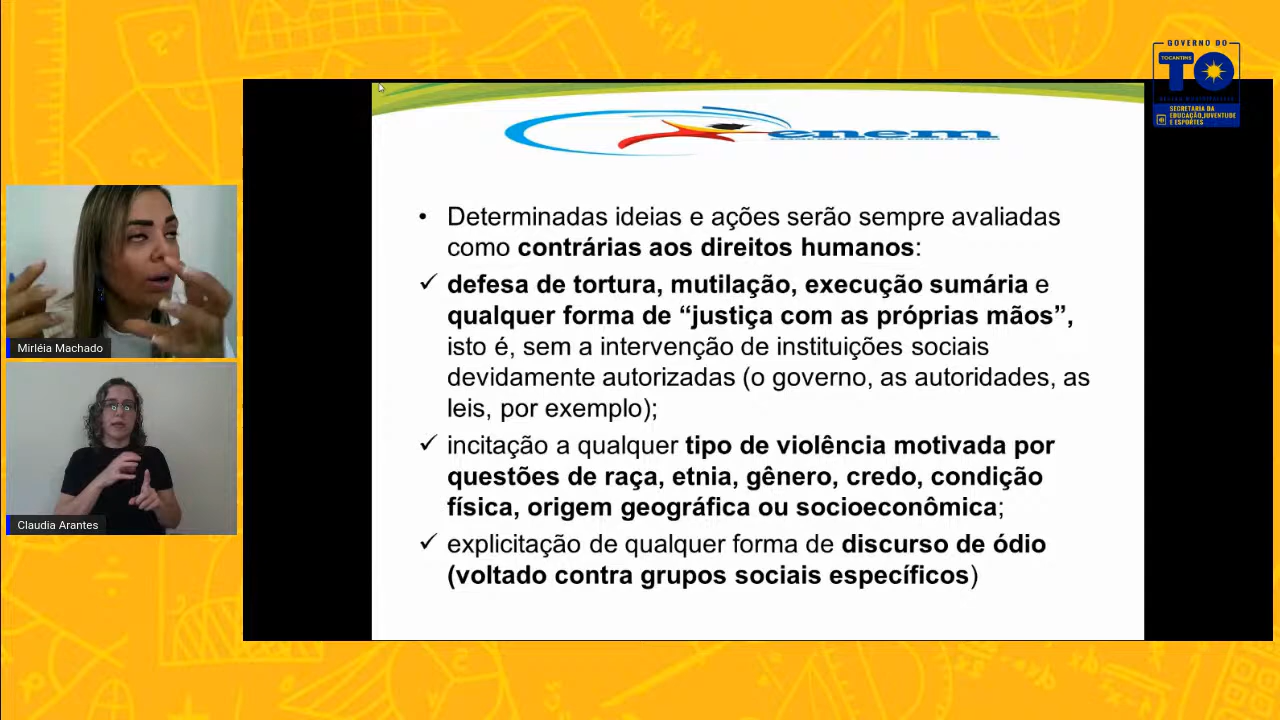 GOVERNO DO
TOCANTINS
TO
SECRETARIA DA
EDUCAÇÃO, JUVENTUDE
E ESPORTES
enem
• Determinadas ideias e ações serão sempre avaliadas
como contrárias aos direitos humanos:
✓ defesa de tortura, mutilação, execução sumária e
qualquer forma de “justiça com as próprias mãos”,
isto é, sem a intervenção de instituições sociais
devidamente autorizadas (o governo, as autoridades, as
leis, por exemplo);
✓ incitação a qualquer tipo de violência motivada por
questões de raça, etnia, gênero, credo, condição
física, origem geográfica ou socioeconômica;
✓ explicitação de qualquer forma de discurso de ódio
(voltado contra grupos sociais específicos)
Mirléia Machado
Claudia Arantes